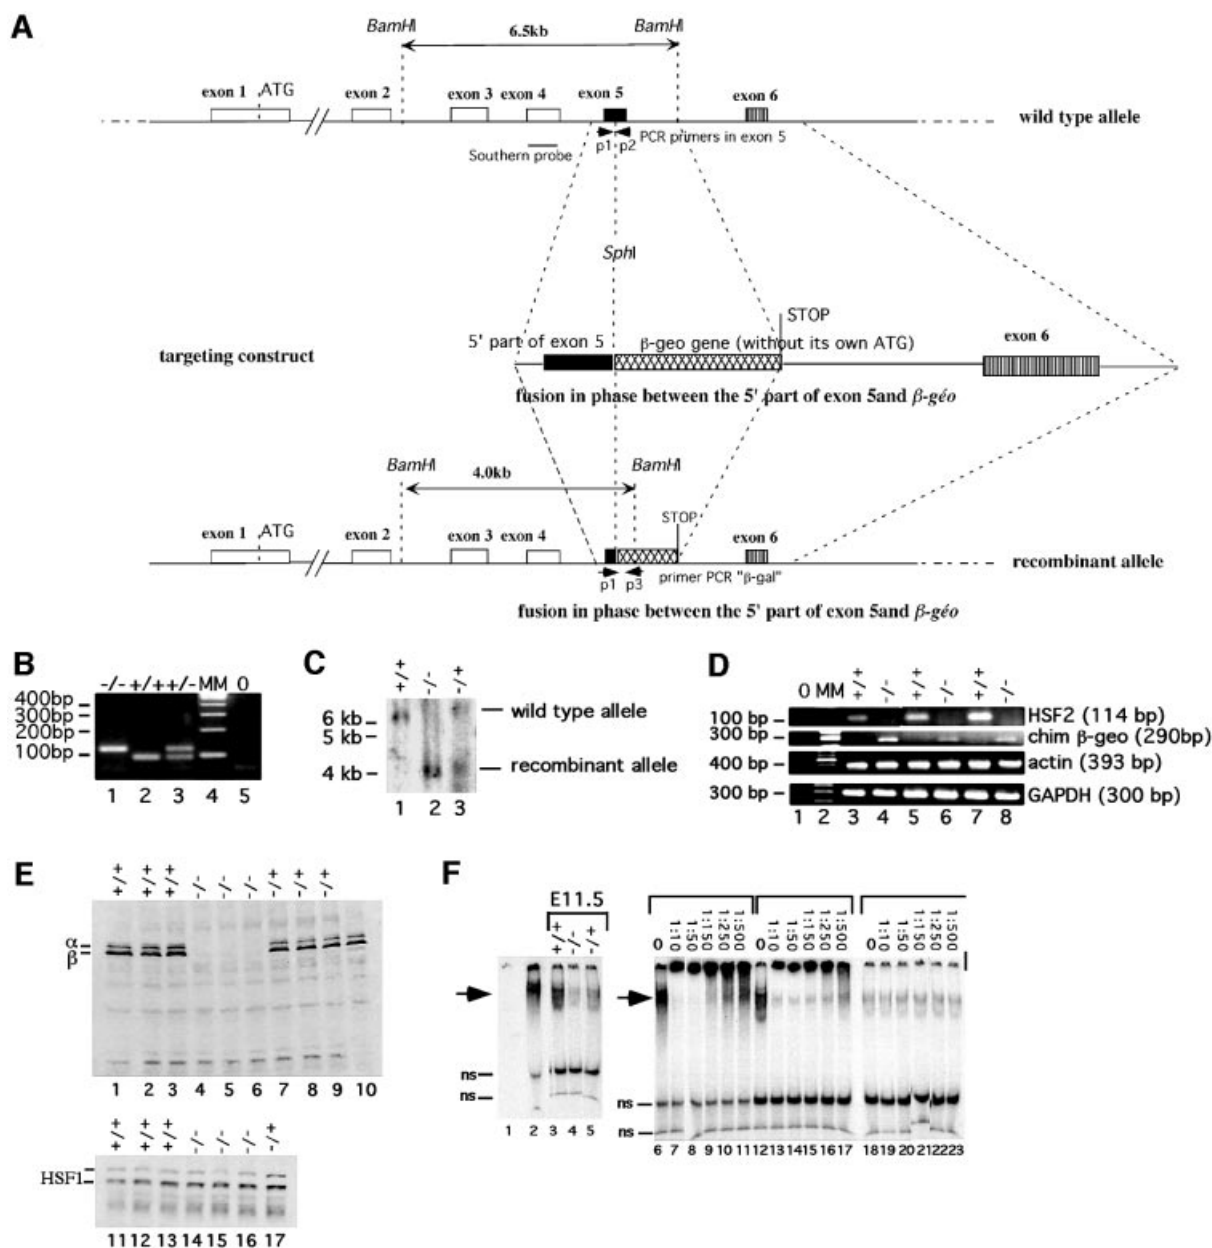 A
BamHI 6.5kb BamHI
exon 1 ATG exon 2 exon 3 exon 4 exon 5 exon 6
wild type allele
p1 p2 PCR primers in exon 5
Southern probe
SphI
STOP
5' part of exon 5 β-geo gene (without its own ATG) exon 6
targeting construct
fusion in phase between the 5' part of exon 5and β-géo
BamHI 4.0kb BamHI
STOP
exon 1 ATG exon 2 exon 3 exon 4 exon 6
recombinant allele
p1 p3 primer PCR "β-gal"
fusion in phase between the 5' part of exon 5and β-géo
B
-/- +/+ +/- MM 0
400bp
300bp
200bp
100bp
1 2 3 4 5
C
+/+ -/- +/-
6 kb wild type allele
5 kb
4 kb recombinant allele
1 2 3
D
0 MM +/+ -/- +/+ -/- +/+ -/-
100 bp HSF2 (114 bp)
300 bp chim β-geo (290bp)
400 bp actin (393 bp)
300 bp GAPDH (300 bp)
1 2 3 4 5 6 7 8
E
+/+ +/+ +/+ -/- -/- -/- +/- +/- +/-
α
β
1 2 3 4 5 6 7 8 9 10
+/+ +/+ +/+ -/- -/- -/- +/-
HSF1
11 12 13 14 15 16 17
F
E11.5
+/+ -/- +/-
ns
ns
1 2 3 4 5
0 1:10 1:50 1:150 1:250 1:500 0 1:10 1:50 1:150 1:250 1:500 0 1:10 1:50 1:150 1:250 1:500
ns
ns
6 7 8 9 10 11 12 13 14 15 16 17 18 19 20 21 22 23